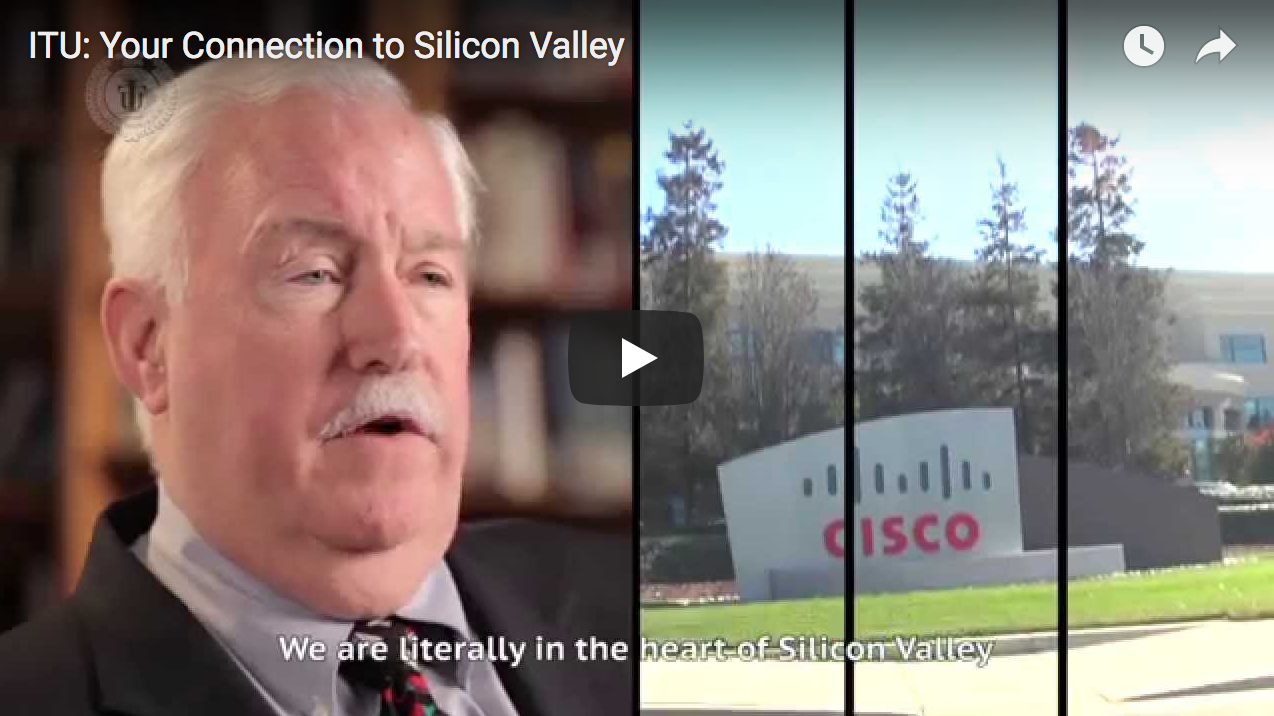 ITU: Your Connection to Silicon Valley
CISCO
We are literally in the heart of Silicon Valley